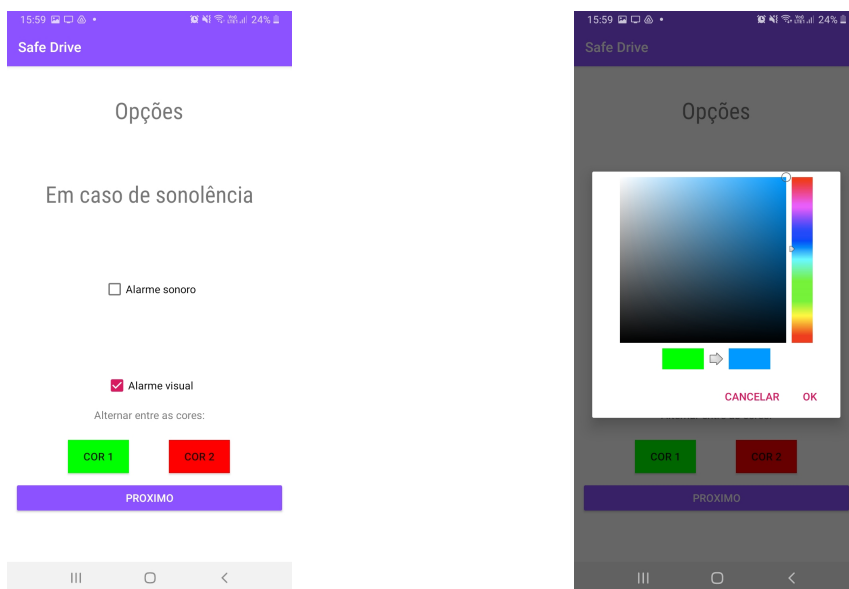 15:59
24%
Safe Drive
Opções
Em caso de sonolência
Alarme sonoro
Alarme visual
Alternar entre as cores:
COR 1
COR 2
PROXIMO
15:59
24%
Safe Drive
Opções
CANCELAR
OK
COR 1
COR 2
PROXIMO